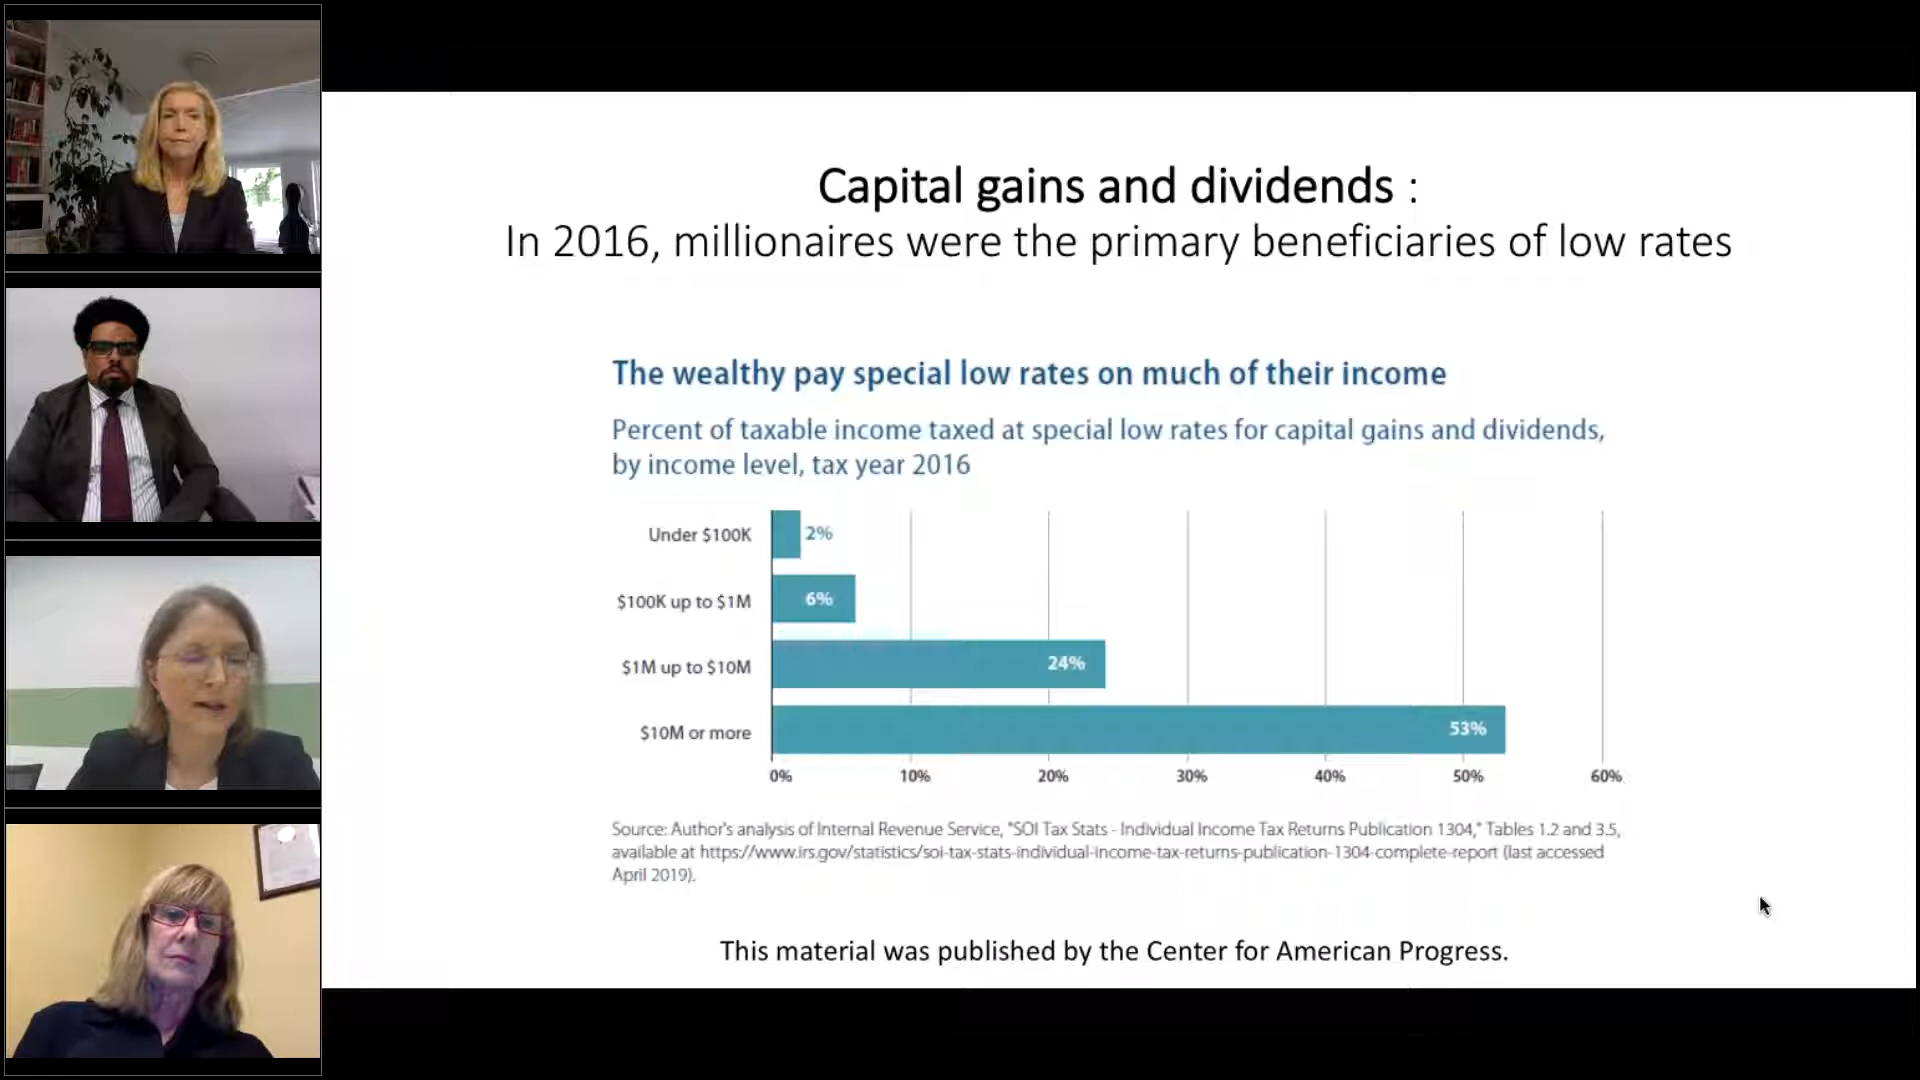 Capital gains and dividends :
In 2016, millionaires were the primary beneficiaries of low rates
The wealthy pay special low rates on much of their income
Percent of taxable income taxed at special low rates for capital gains and dividends,
by income level, tax year 2016
Under $100K 2%
$100K up to $1M 6%
$1M up to $10M 24%
$10M or more 53%
0% 10% 20% 30% 40% 50% 60%
Source: Author's analysis of Internal Revenue Service, "SOI Tax Stats - Individual Income Tax Returns Publication 1304," Tables 1.2 and 3.5,
available at https://www.irs.gov/statistics/soi-tax-stats-individual-income-tax-returns-publication-1304-complete-report (last accessed
April 2019).
This material was published by the Center for American Progress.